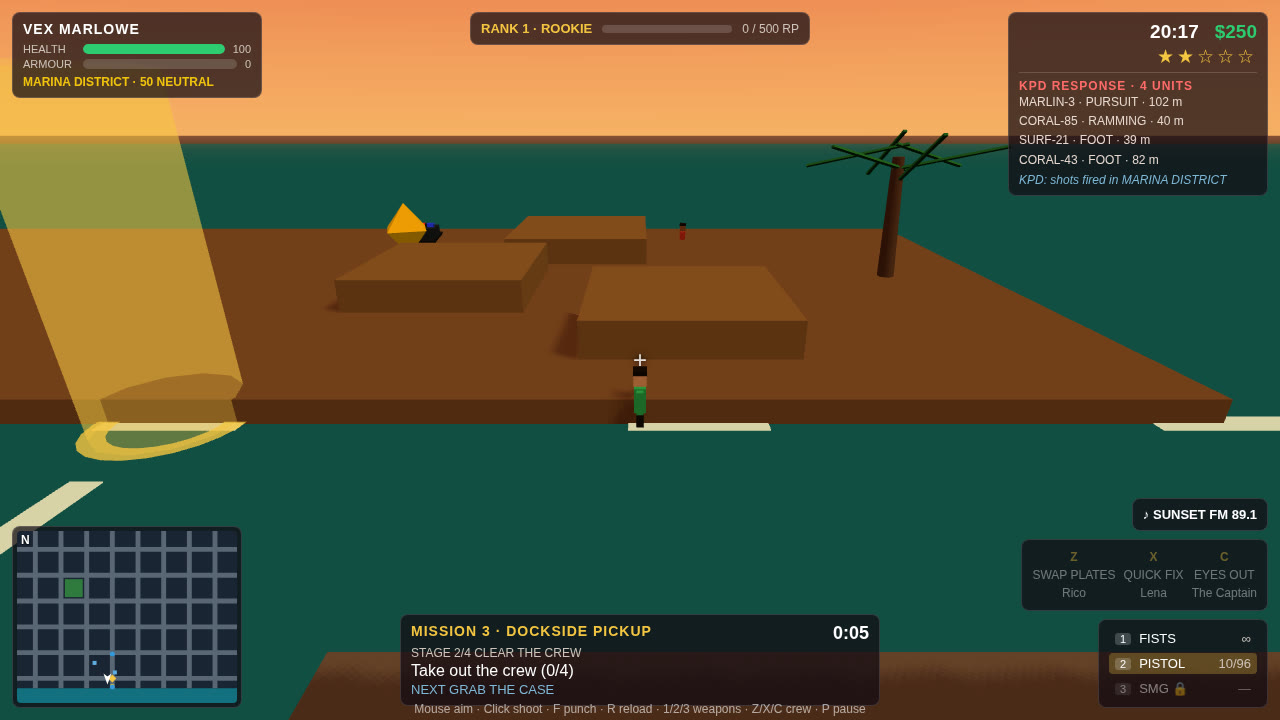 VEX MARLOWE
HEALTH 100
ARMOUR 0
MARINA DISTRICT · 50 NEUTRAL
RANK 1 · ROOKIE 0 / 500 RP
20:17 $250
★★☆☆☆
KPD RESPONSE · 4 UNITS
MARLIN-3 · PURSUIT · 102 m
CORAL-85 · RAMMING · 40 m
SURF-21 · FOOT · 39 m
CORAL-43 · FOOT · 82 m
KPD: shots fired in MARINA DISTRICT
N
MISSION 3 · DOCKSIDE PICKUP 0:05
STAGE 2/4 CLEAR THE CREW
Take out the crew (0/4)
NEXT GRAB THE CASE
Mouse aim · Click shoot · F punch · R reload · 1/2/3 weapons · Z/X/C crew · P pause
♪ SUNSET FM 89.1
Z X C
SWAP PLATES QUICK FIX EYES OUT
Rico Lena The Captain
1 FISTS ∞
2 PISTOL 10/96
3 SMG 🔒 —